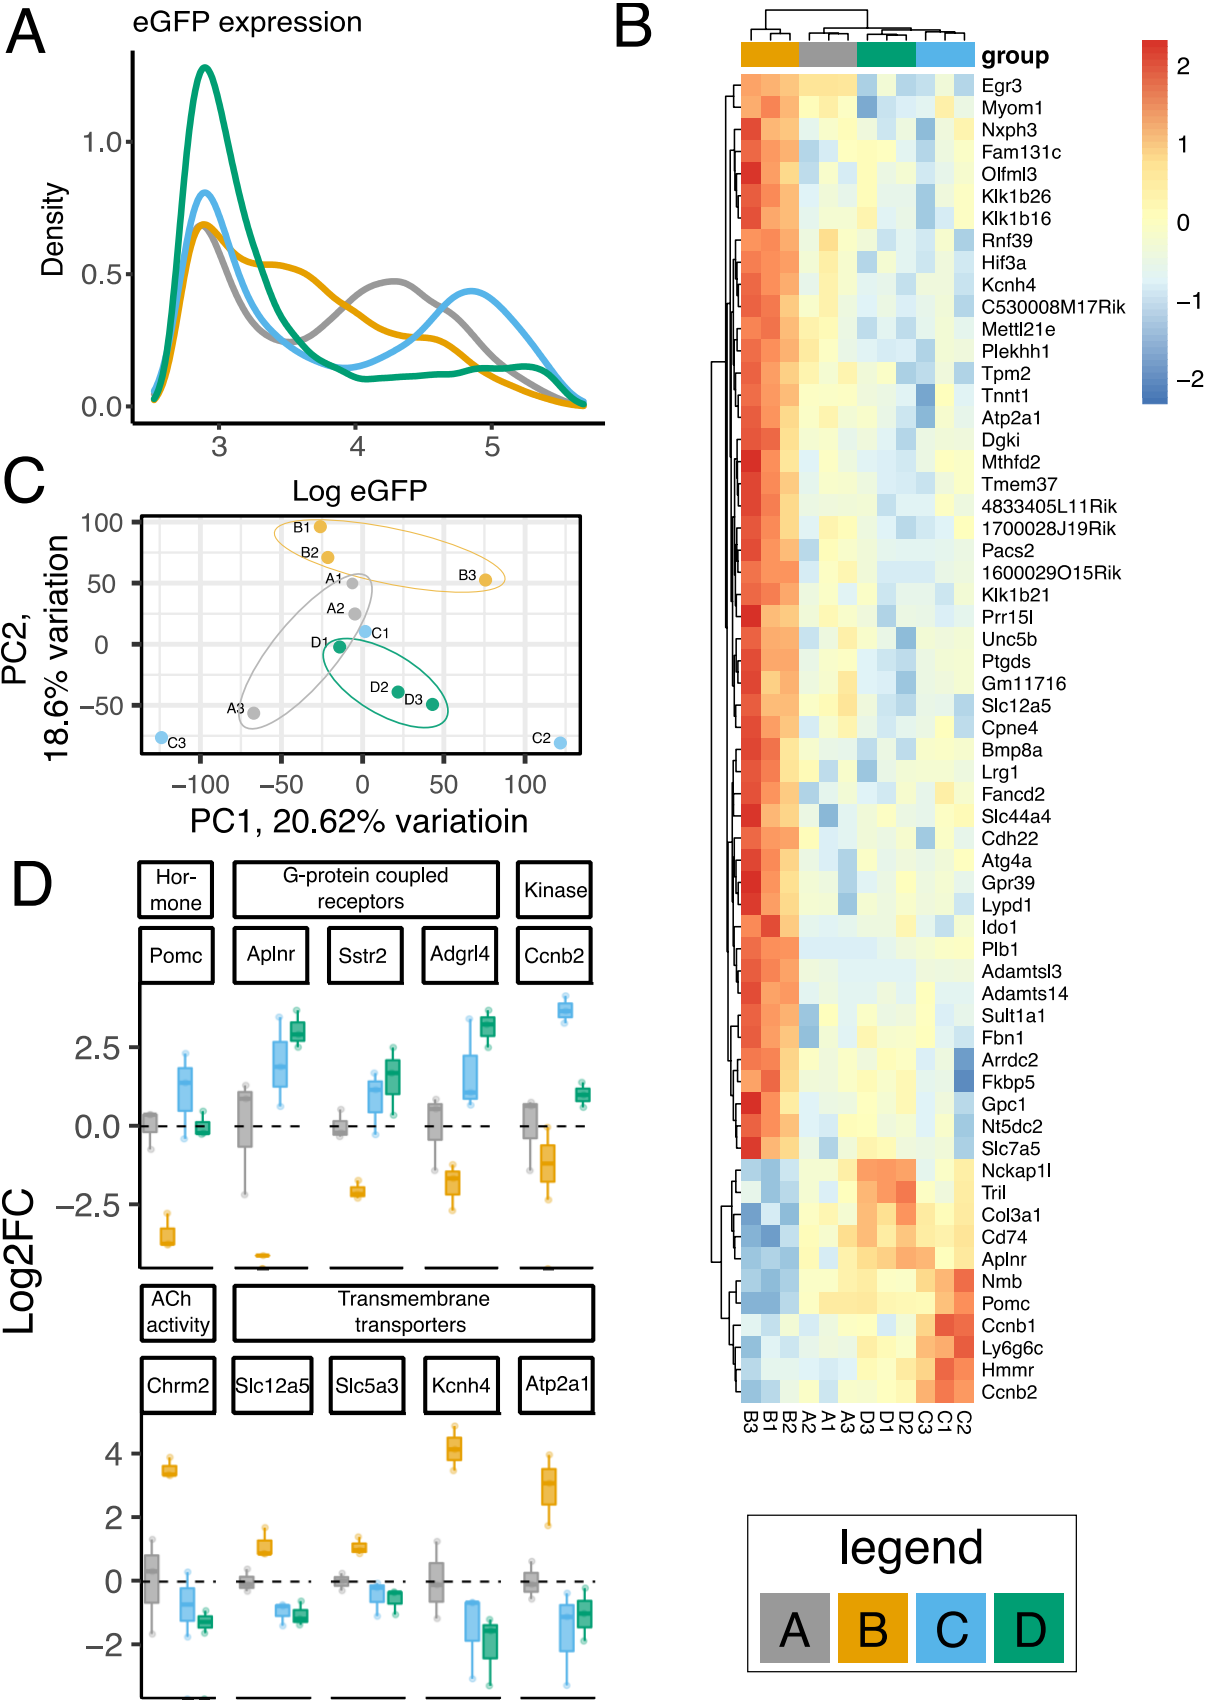 A
eGFP expression
Density
1.0
0.5
0.0
3
4
5
Log eGFP
B
group
Egr3
Myom1
Nxph3
Fam131c
Olfml3
Klk1b26
Klk1b16
Rnf39
Hif3a
Kcnh4
C530008M17Rik
Mettl21e
Plekhh1
Tpm2
Tnnt1
Atp2a1
Dgki
Mthfd2
Tmem37
4833405L11Rik
1700028J19Rik
Pacs2
1600029O15Rik
Klk1b21
Prr15l
Unc5b
Ptgds
Gm11716
Slc12a5
Cpne4
Bmp8a
Lrg1
Fancd2
Slc44a4
Cdh22
Atg4a
Gpr39
Lypd1
Ido1
Plb1
Adamtsl3
Adamts14
Sult1a1
Fbn1
Arrdc2
Fkbp5
Gpc1
Nt5dc2
Slc7a5
Nckap1l
Tril
Col3a1
Cd74
Aplnr
Nmb
Pomc
Ccnb1
Ly6g6c
Hmmr
Ccnb2
B3 B1 B2 A2 A1 A3 D3 D1 D2 C3 C1 C2
2
1
0
−1
−2
C
PC2,
18.6% variation
100
50
0
−50
B1
B2
B3
A1
A2
C1
D1
D2
D3
A3
C3
C2
−100
−50
0
50
100
PC1, 20.62% variatioin
D
Log2FC
Hor-
mone
G-protein coupled
receptors
Kinase
Pomc
Aplnr
Sstr2
Adgrl4
Ccnb2
2.5
0.0
−2.5
ACh
activity
Transmembrane
transporters
Chrm2
Slc12a5
Slc5a3
Kcnh4
Atp2a1
4
2
0
−2
legend
A
B
C
D